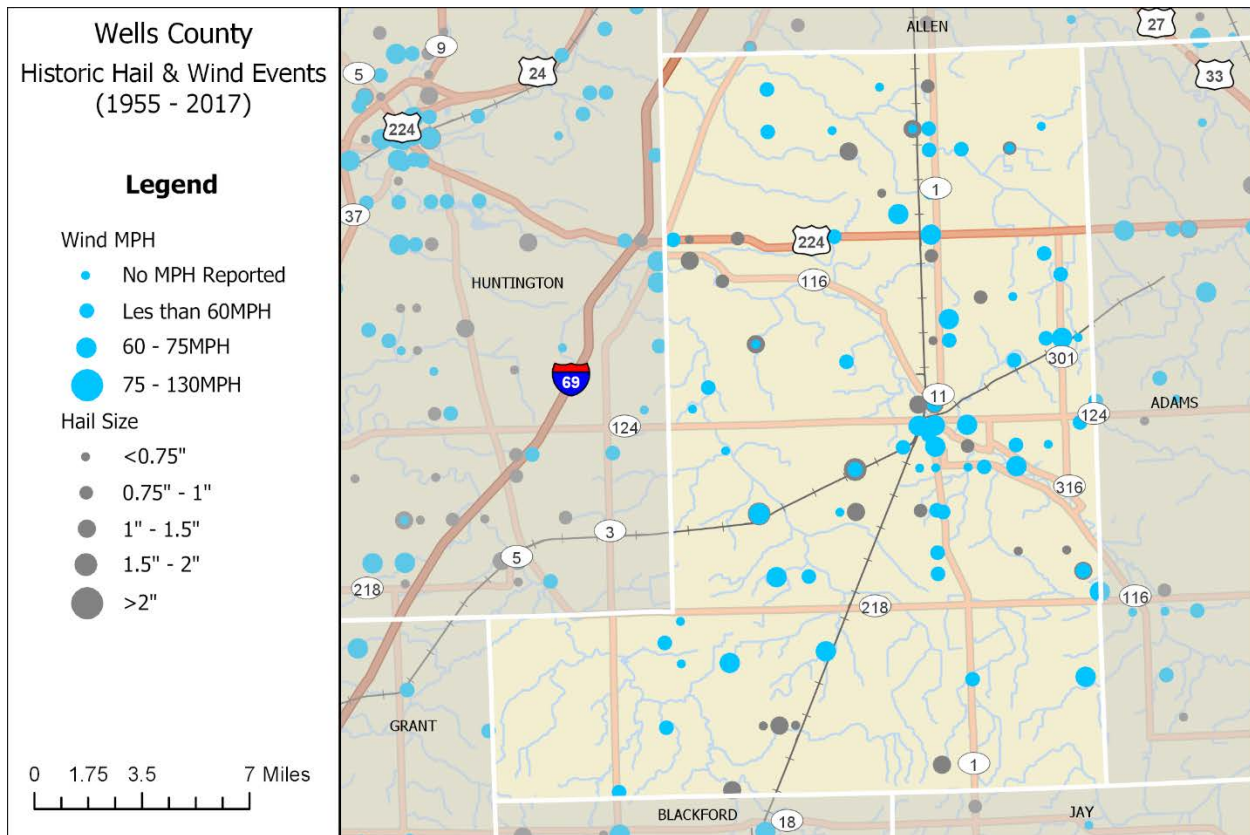 Wells County
Historic Hail & Wind Events
(1955 - 2017)
Legend
Wind MPH
No MPH Reported
Less than 60MPH
60 - 75MPH
75 - 130MPH
Hail Size
<0.75"
0.75" - 1"
1" - 1.5"
1.5" - 2"
>2"
0 1.75 3.5 7 Miles
ALLEN
27
9
5
24
33
224
1
37
224
HUNTINGTON
116
301
69
11
ADAMS
124
124
316
3
5
218
116
218
GRANT
1
BLACKFORD
JAY
18